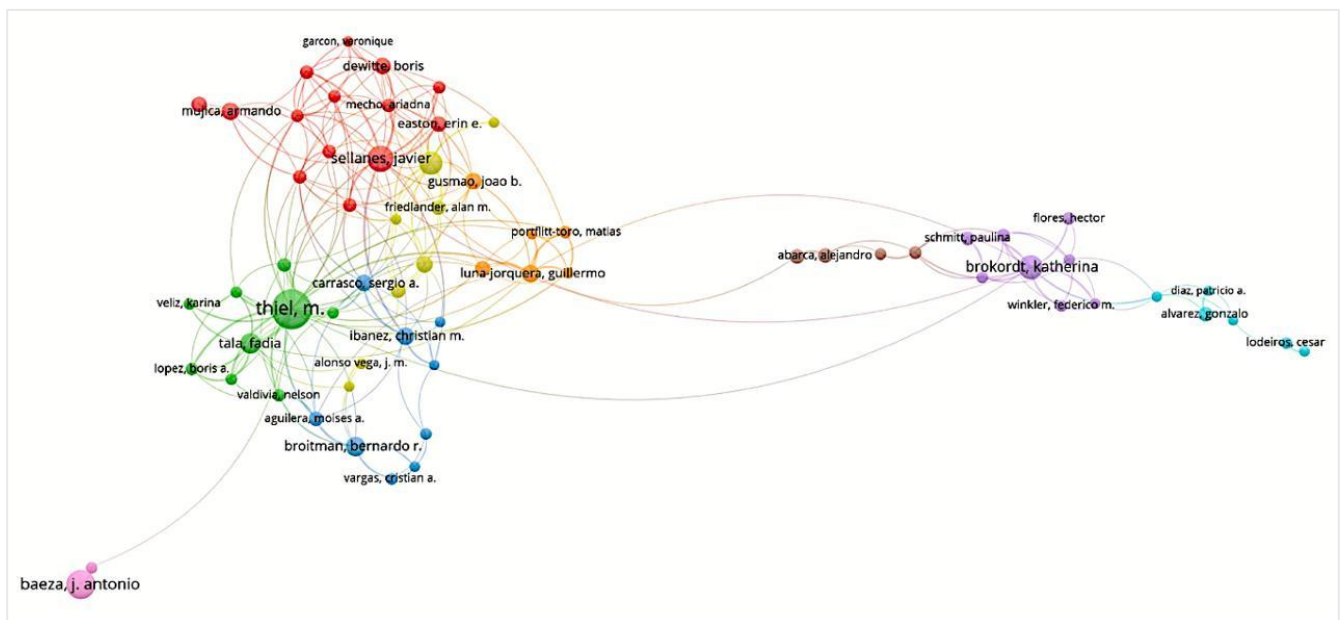 garcon, varonique
dewitte, boris
mujica, armando
mecho, ariadna
easton, erin e.
sellanes, javier
gusmao, joao b.
friedlander, alan m.
portflitt-toro, matias
luna-jorquera, guillermo
carrasco, sergio a.
veliz, karina
thiel, m.
tala, fadia
ibanez, christian m.
lopez, boris a.
alonso vega, j. m.
valdivia, nelson
aguilera, moises a.
broitman, bernardo r.
vargas, cristian a.
baeza, j. antonio
abarca, alejandro
schmitt, paulina
flores, hector
brokordt, katherina
winkler, federico m.
diaz, patricio a.
alvarez, gonzalo
lodeiros, cesar